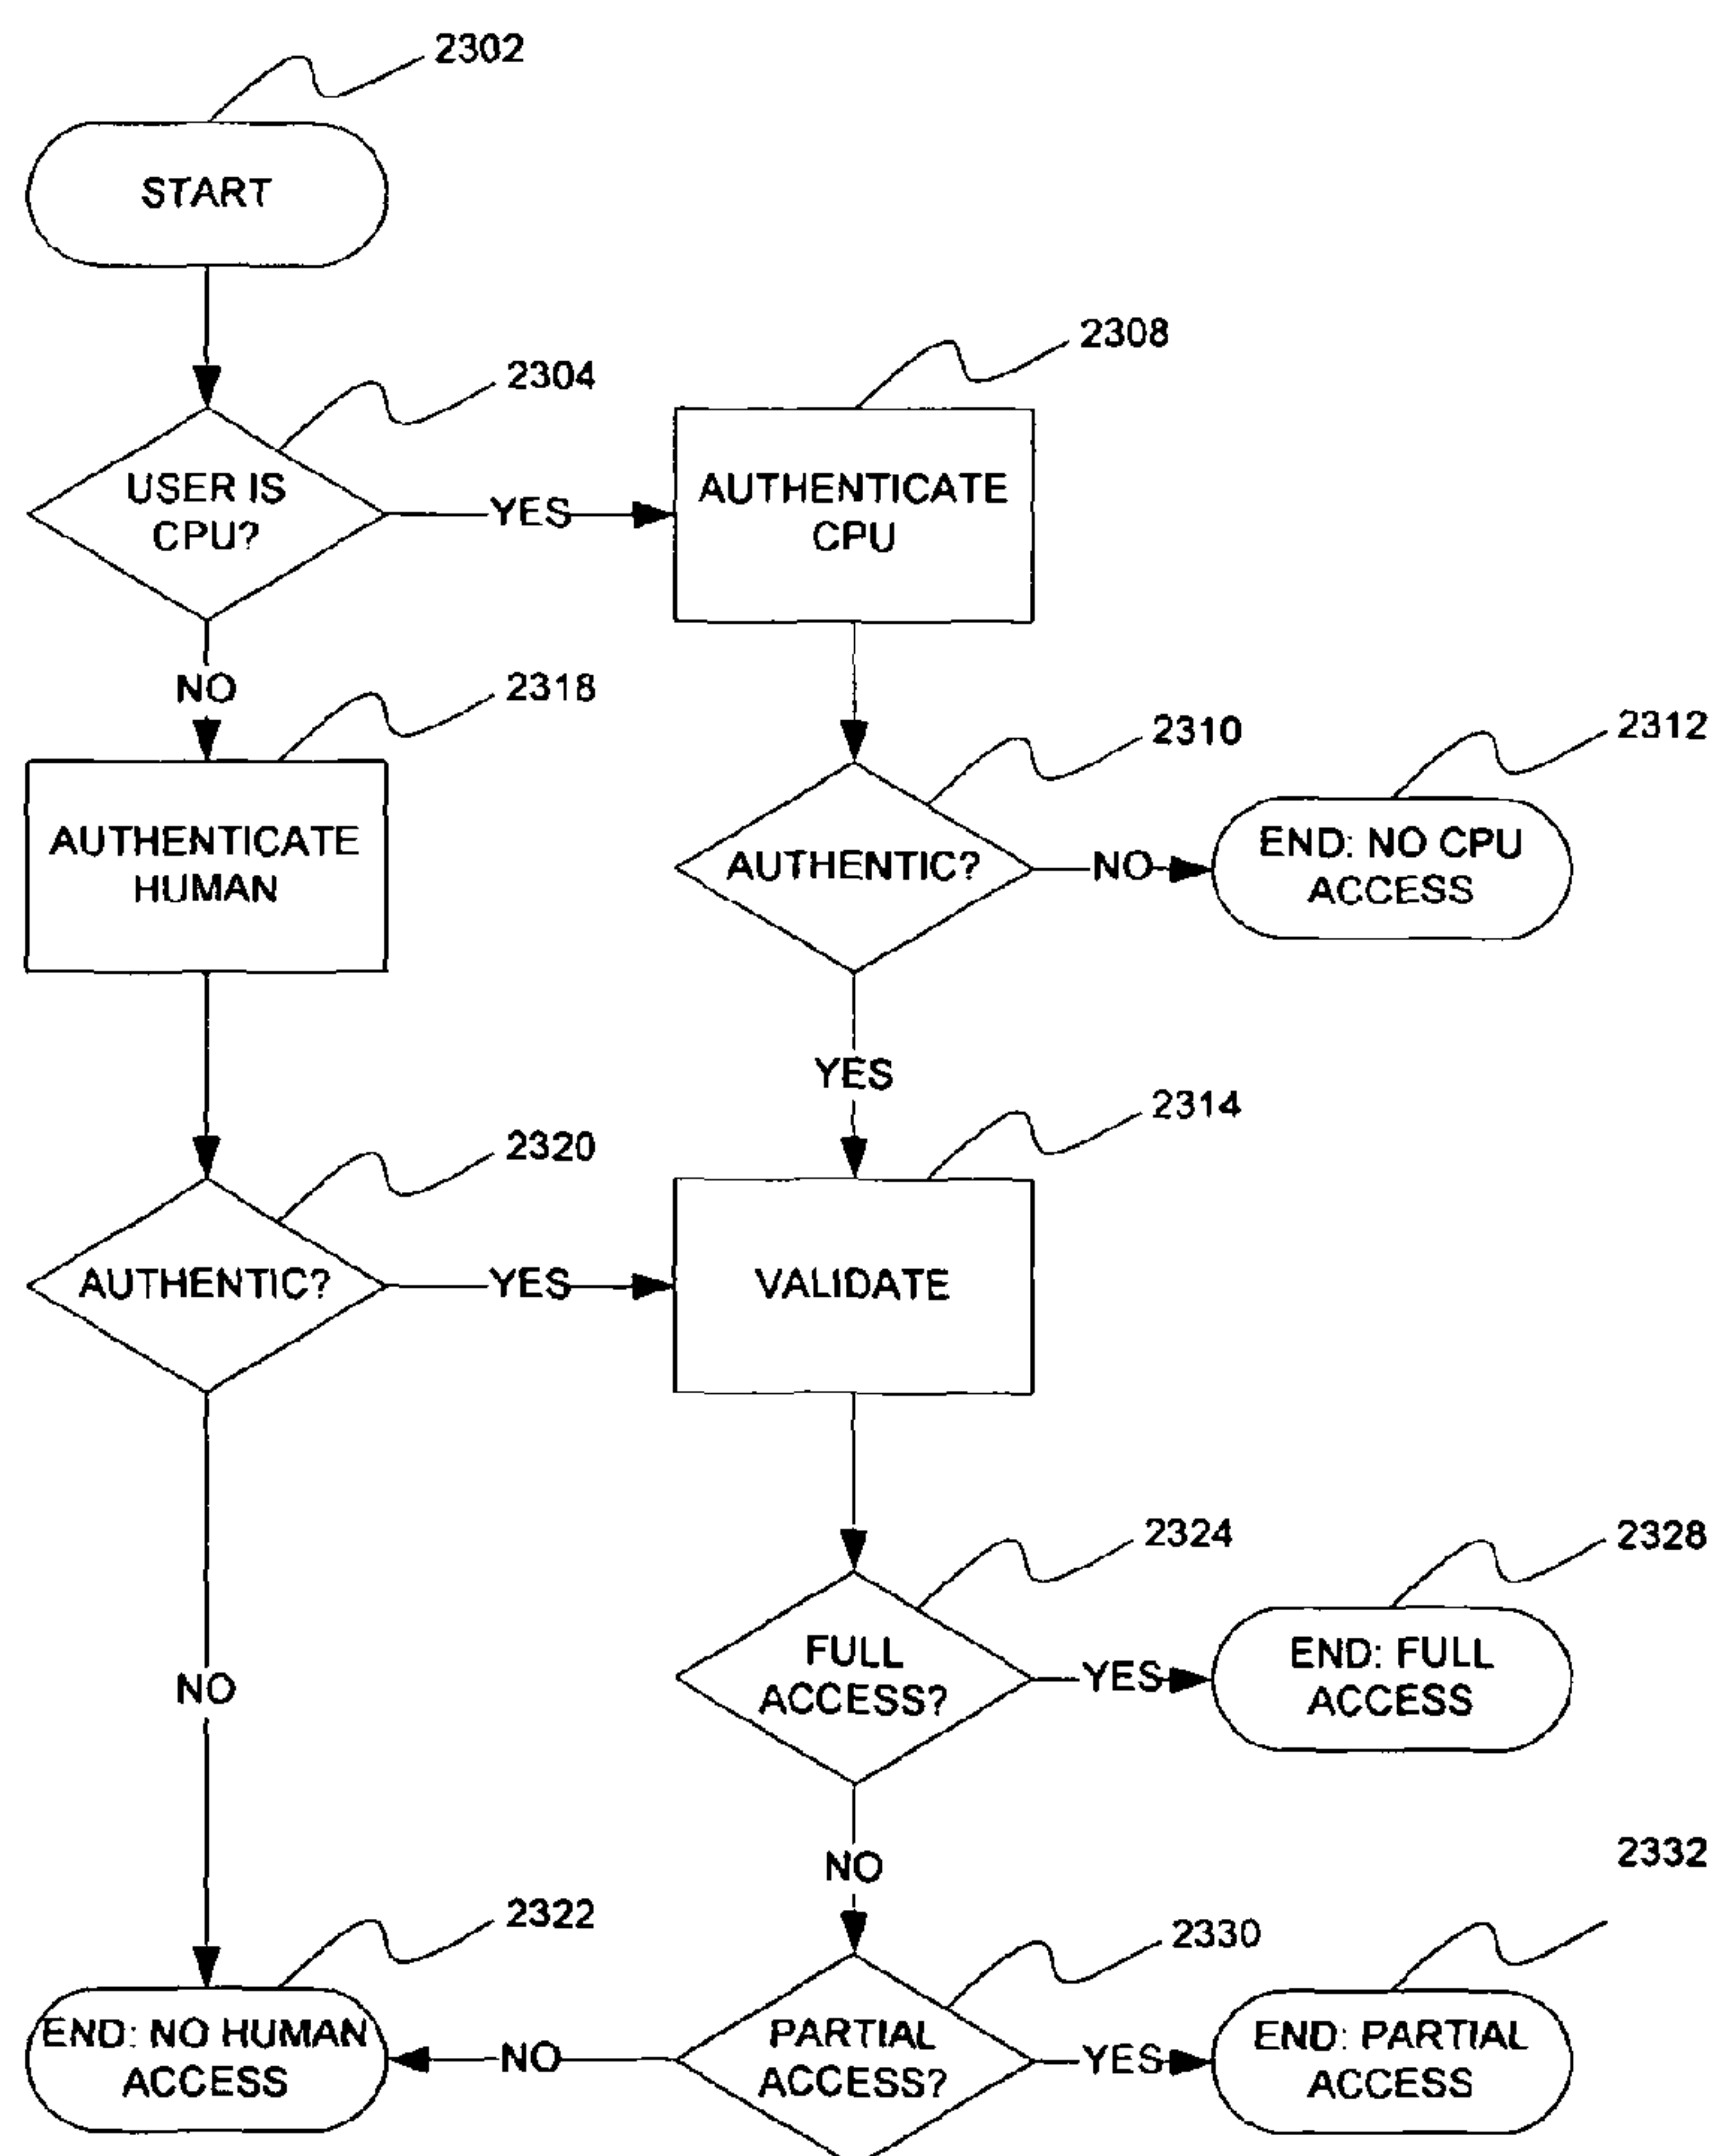 2302
START
2304
USER IS
CPU?
YES
2308
AUTHENTICATE
CPU
NO
2318
AUTHENTICATE
HUMAN
2310
AUTHENTIC?
NO
2312
END: NO CPU
ACCESS
YES
2320
AUTHENTIC?
YES
2314
VALIDATE
NO
2324
FULL
ACCESS?
YES
2328
END: FULL
ACCESS
NO
2322
END: NO HUMAN
ACCESS
NO
2330
PARTIAL
ACCESS?
YES
2332
END: PARTIAL
ACCESS